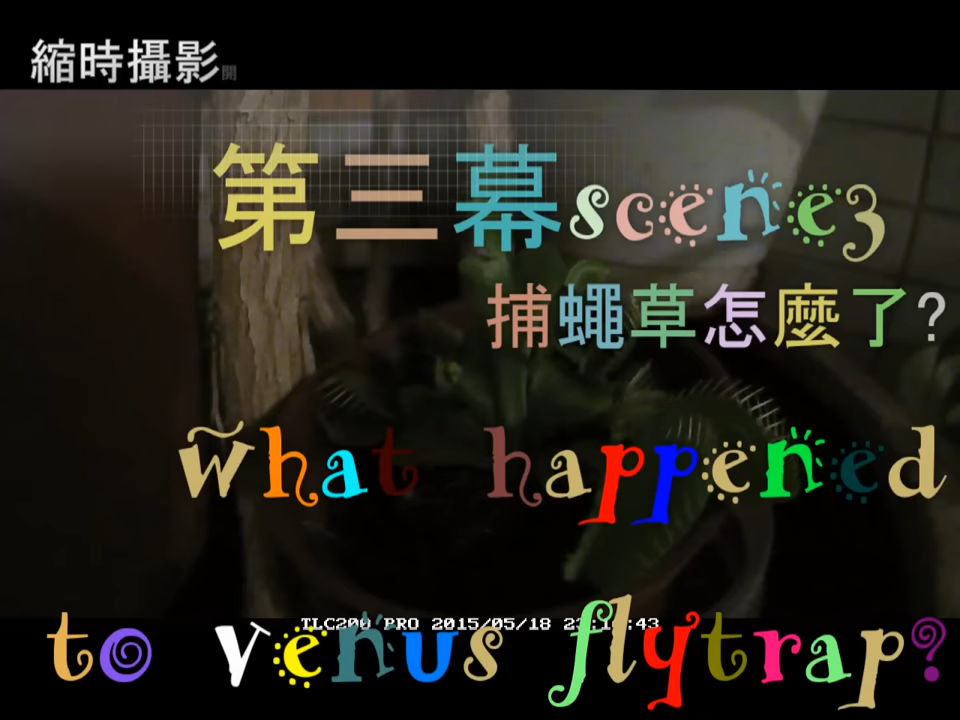 縮時攝影開
第三幕scene3
捕蠅草怎麼了?
what happened
TLC200 PRO 2015/05/18
to venus flytrap?